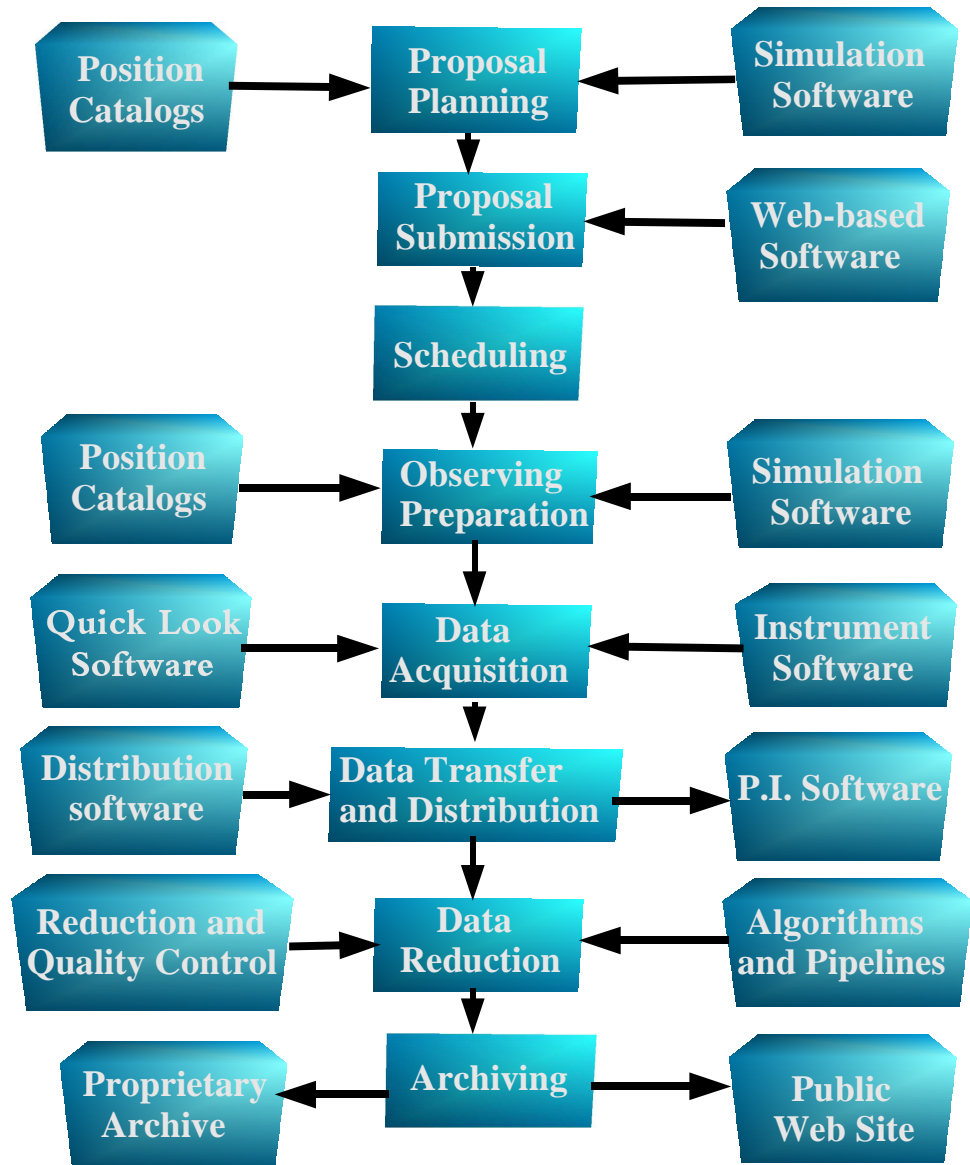 Position
Catalogs
Proposal
Planning
Simulation
Software
Proposal
Submission
Web-based
Software
Scheduling
Position
Catalogs
Observing
Preparation
Simulation
Software
Quick Look
Software
Data
Acquisition
Instrument
Software
Distribution
software
Data Transfer
and Distribution
P.I. Software
Reduction and
Quality Control
Data
Reduction
Algorithms
and Pipelines
Proprietary
Archive
Archiving
Public
Web Site